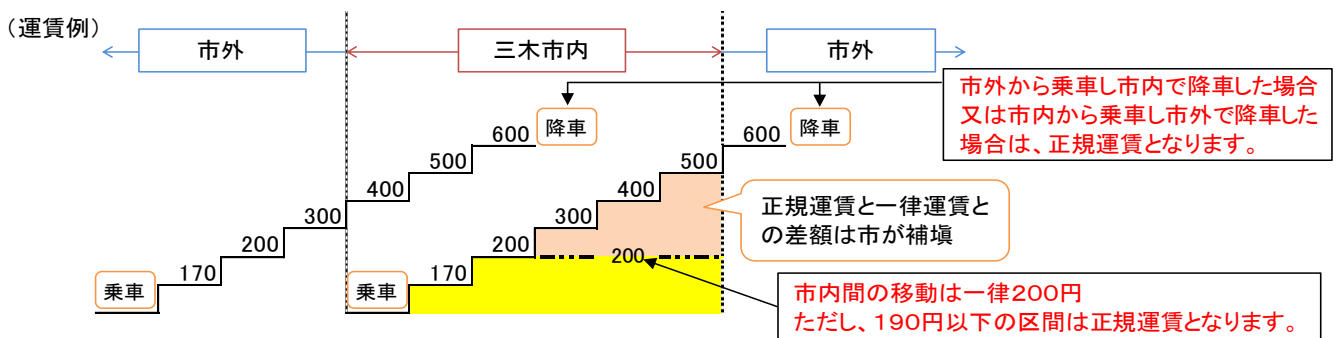 (運賃例)
市外
三木市内
市外
市外から乗車し市内で降車した場合
又は市内から乗車し市外で降車した
場合は、正規運賃となります。
降車
降車
600
600
500
500
400
400
300
300
200
200
170
170
乗車
乗車
200
正規運賃と一律運賃と
の差額は市が補塡
市内間の移動は一律200円
ただし、190円以下の区間は正規運賃となります。